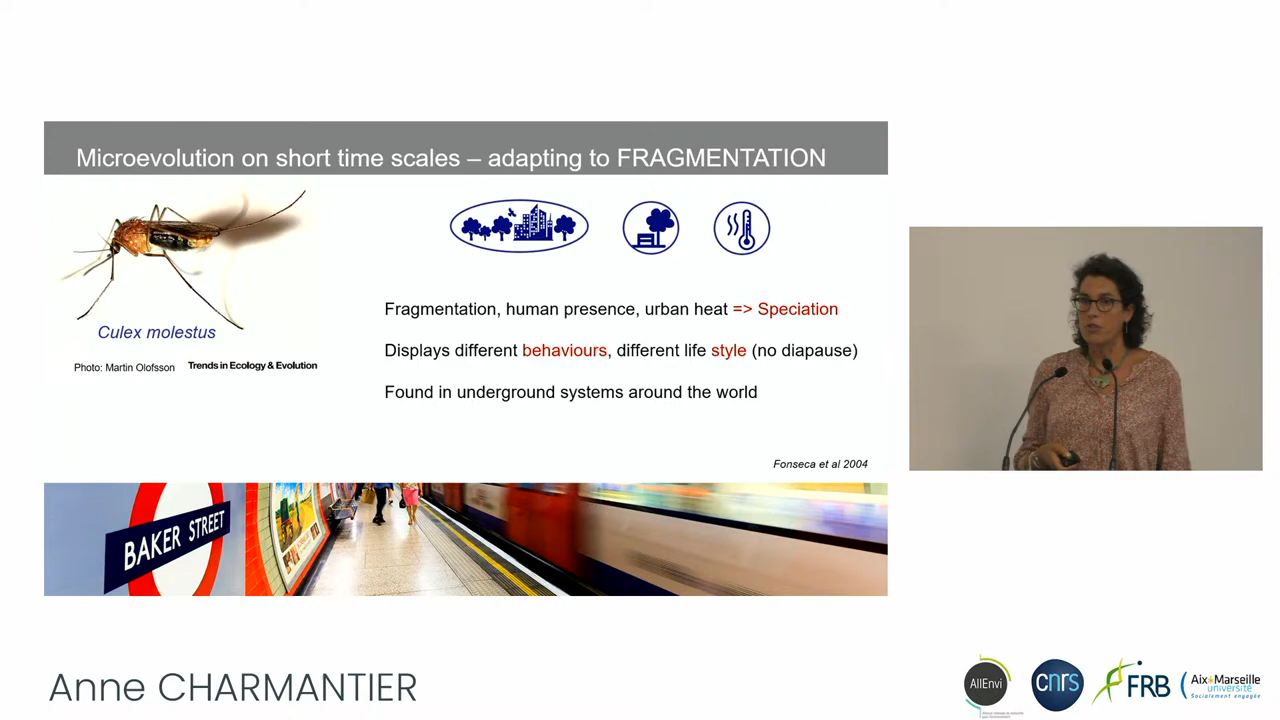 Microevolution on short time scales – adapting to FRAGMENTATION
Culex molestus
Photo: Martin Olofsson Trends in Ecology & Evolution
Fragmentation, human presence, urban heat => Speciation
Displays different behaviours, different life style (no diapause)
Found in underground systems around the world
Fonseca et al 2004
BAKER STREET
Anne CHARMANTIER
AllEnvi
cnrs
FRB
Aix Marseille
université
Socialement engagée